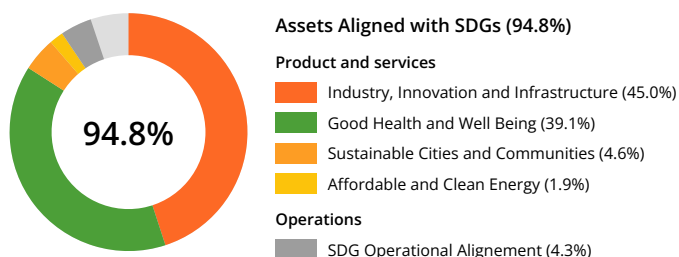 Assets Aligned with SDGs (94.8%)
Product and services
Industry, Innovation and Infrastructure (45.0%)
94.8%
Good Health and Well Being (39.1%)
Sustainable Cities and Communities (4.6%)
Affordable and Clean Energy (1.9%)
Operations
SDG Operational Alignement (4.3%)